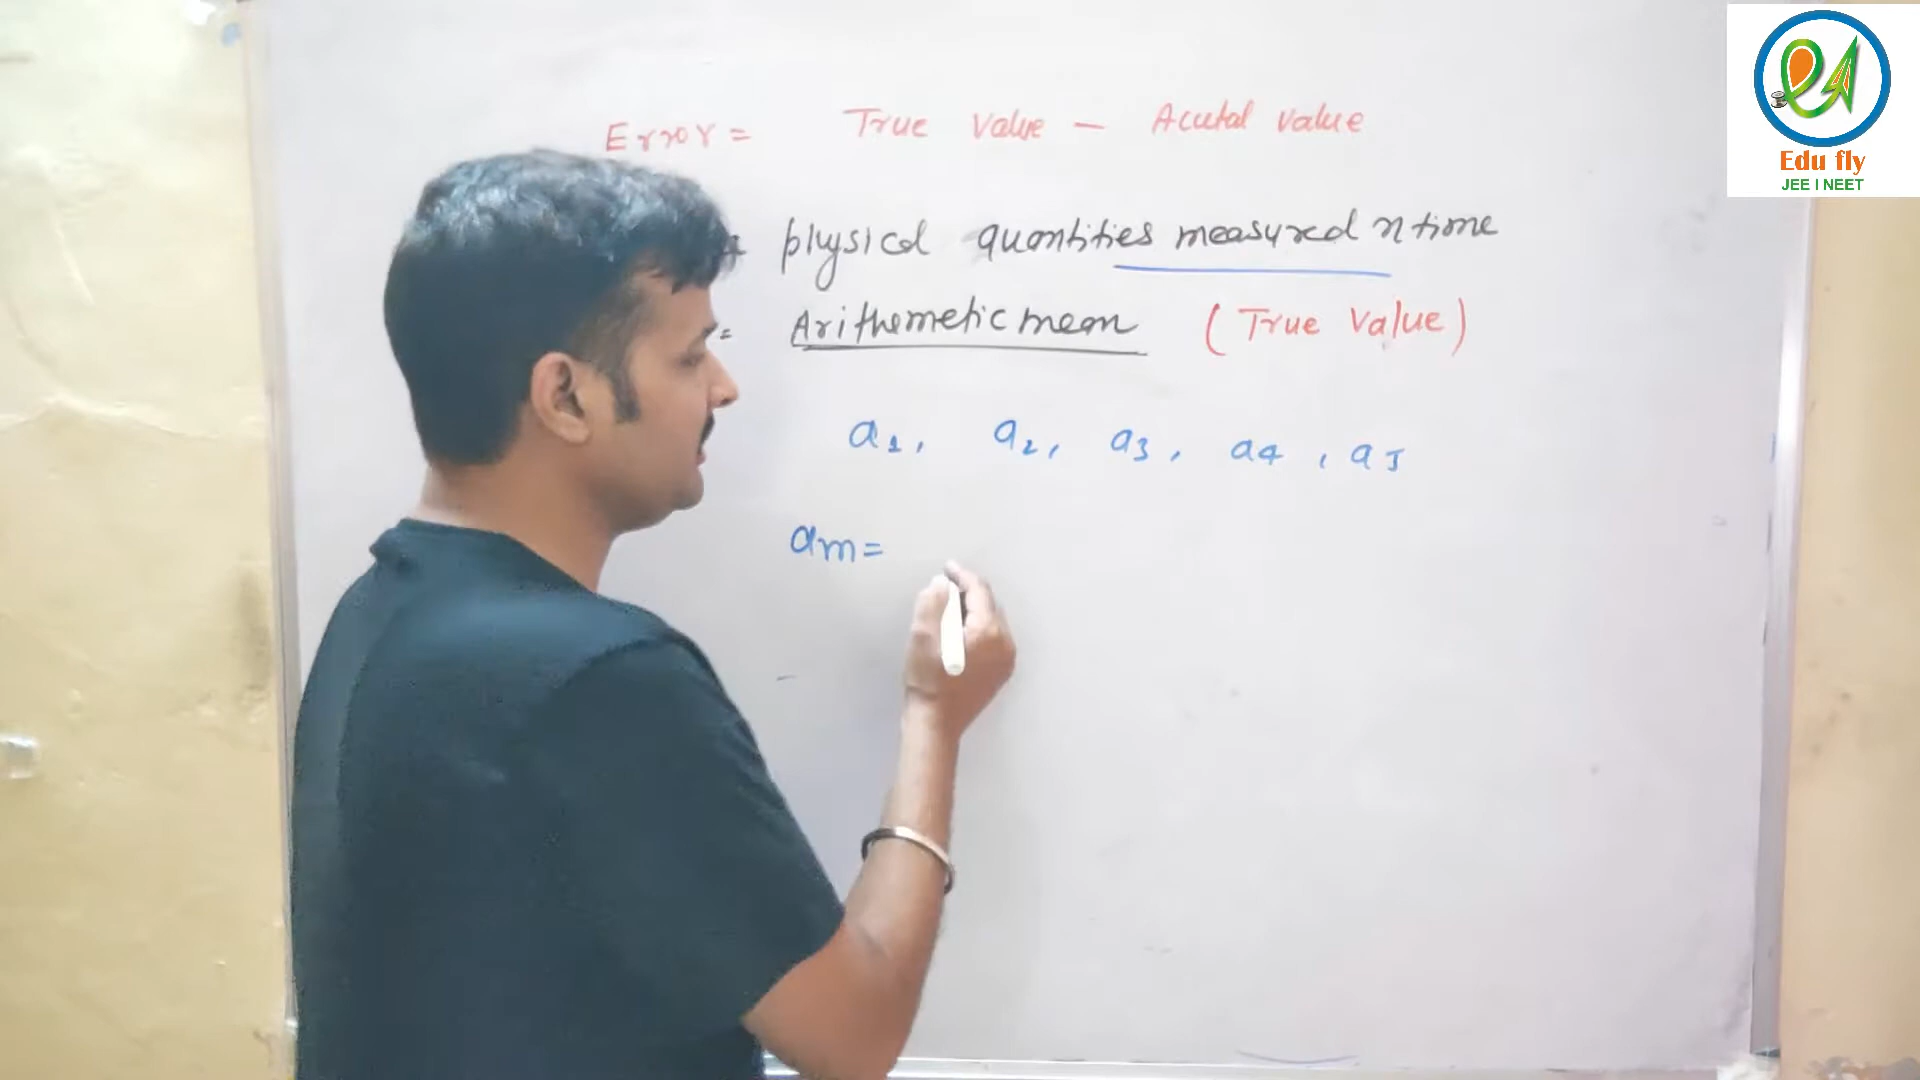 Error = True Value - Acutal value
physical quantities measured n time
= Arithemetic mean (True Value)
a1, a2, a3, a4, a5
am =
Edu fly
JEE I NEET